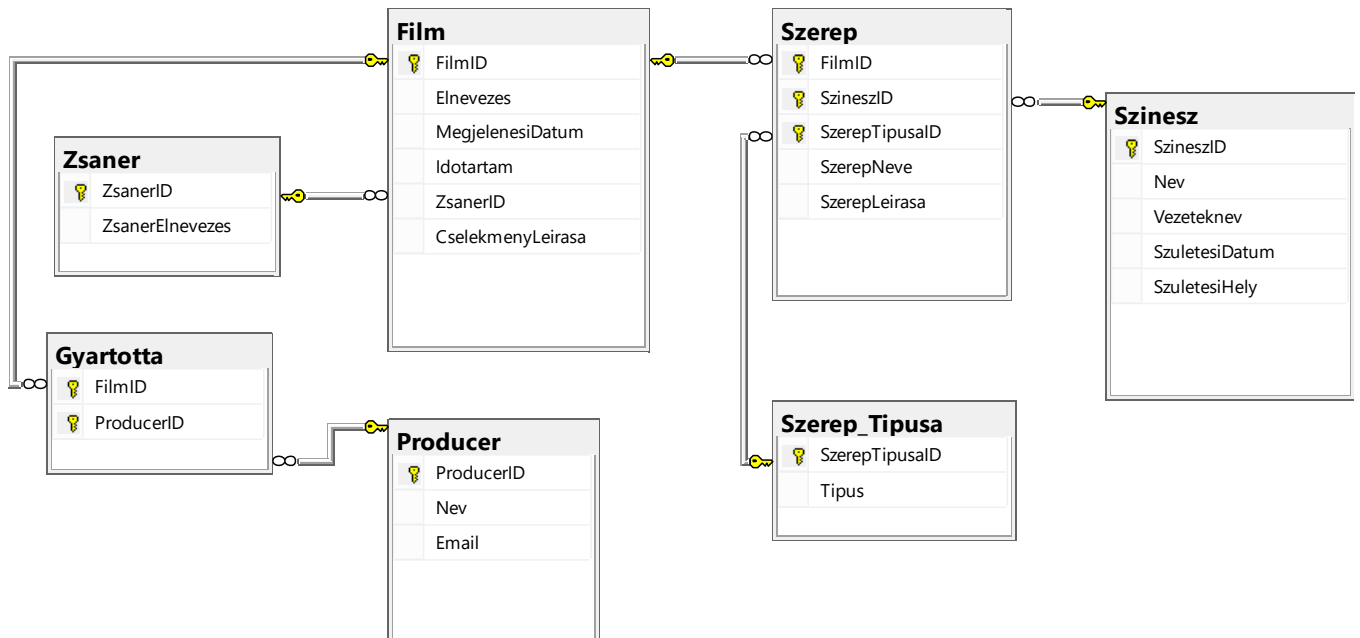 Film
FilmID
Elnevezes
MegjelenesiDatum
Idotartam
ZsanerID
CselekmenyLeirasa
Szerep
FilmID
SzineszID
SzerepTipusaID
SzerepNeve
SzerepLeirasa
Szinesz
SzineszID
Nev
Vezeteknev
SzuletesiDatum
SzuletesiHely
Zsaner
ZsanerID
ZsanerElnevezes
Gyartotta
FilmID
ProducerID
Producer
ProducerID
Nev
Email
Szerep_Tipusa
SzerepTipusaID
Tipus